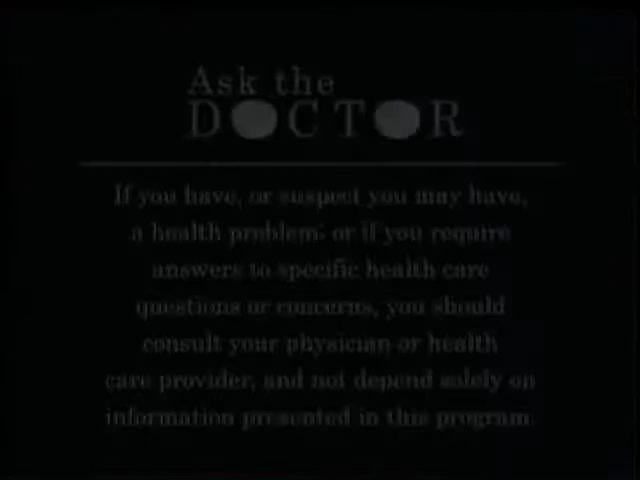 Ask the
DOCTOR
If you have, or suspect you may have,
a health problem; or if you require
answers to specific health care
questions or concerns, you should
consult your physician or health
care provider, and not depend solely on
information presented in this program.